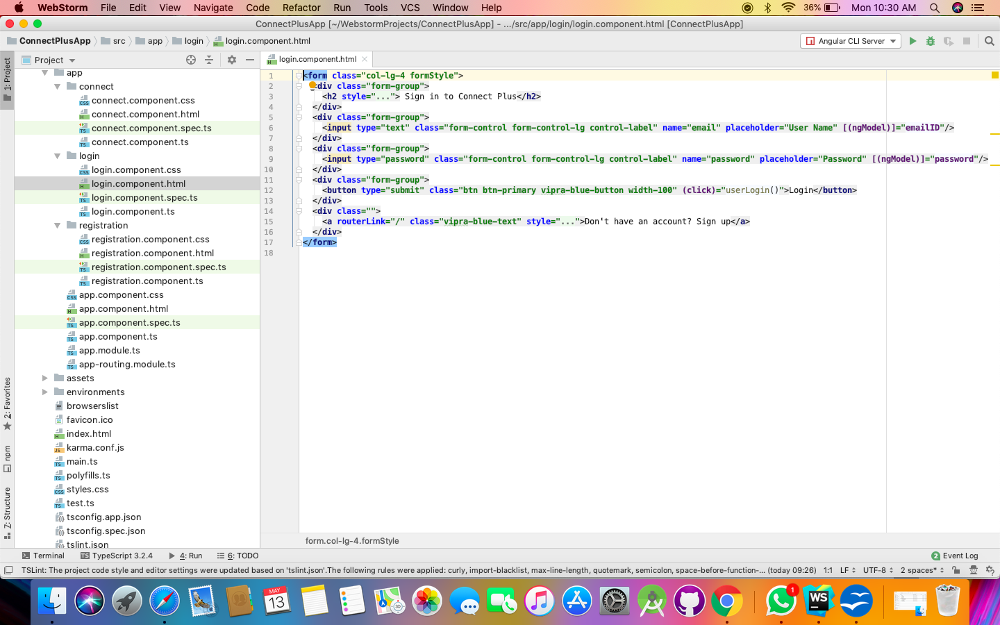 WebStorm File Edit View Navigate Code Refactor Run Tools VCS Window Help 36% Mon 10:30 AM
ConnectPlusApp [~/WebstormProjects/ConnectPlusApp] - .../src/app/login/login.component.html [ConnectPlusApp]
ConnectPlusApp src app login login.component.html Angular CLI Server
Project
login.component.html
1: Project
2: Favorites
npm
Z: Structure
app
connect
connect.component.css
connect.component.html
connect.component.spec.ts
connect.component.ts
login
login.component.css
login.component.html
login.component.spec.ts
login.component.ts
registration
registration.component.css
registration.component.html
registration.component.spec.ts
registration.component.ts
app.component.css
app.component.html
app.component.spec.ts
app.component.ts
app.module.ts
app-routing.module.ts
assets
environments
browserslist
favicon.ico
index.html
karma.conf.js
main.ts
polyfills.ts
styles.css
test.ts
tsconfig.app.json
tsconfig.spec.json
tslint.json
1 <form class="col-lg-4 formStyle">
2 <div class="form-group">
3 <h2 style="..."> Sign in to Connect Plus</h2>
4 </div>
5 <div class="form-group">
6 <input type="text" class="form-control form-control-lg control-label" name="email" placeholder="User Name" [(ngModel)]="emailID"/>
7 </div>
8 <div class="form-group">
9 <input type="password" class="form-control form-control-lg control-label" name="password" placeholder="Password" [(ngModel)]="password"/>
10 </div>
11 <div class="form-group">
12 <button type="submit" class="btn btn-primary vipra-blue-button width-100" (click)="userLogin()">Login</button>
13 </div>
14 <div class="">
15 <a routerLink="/" class="vipra-blue-text" style="...">Don't have an account? Sign up</a>
16 </div>
17 </form>
18
form.col-lg-4.formStyle
Terminal TypeScript 3.2.4 4: Run 6: TODO 2 Event Log
TSLint: The project code style and editor settings were updated based on 'tslint.json'.The following rules were applied: curly, import-blacklist, max-line-length, quotemark, semicolon, space-before-function-... (today 09:26) 1:1 LF UTF-8 2 spaces*
MAY
13
3D
1
WS